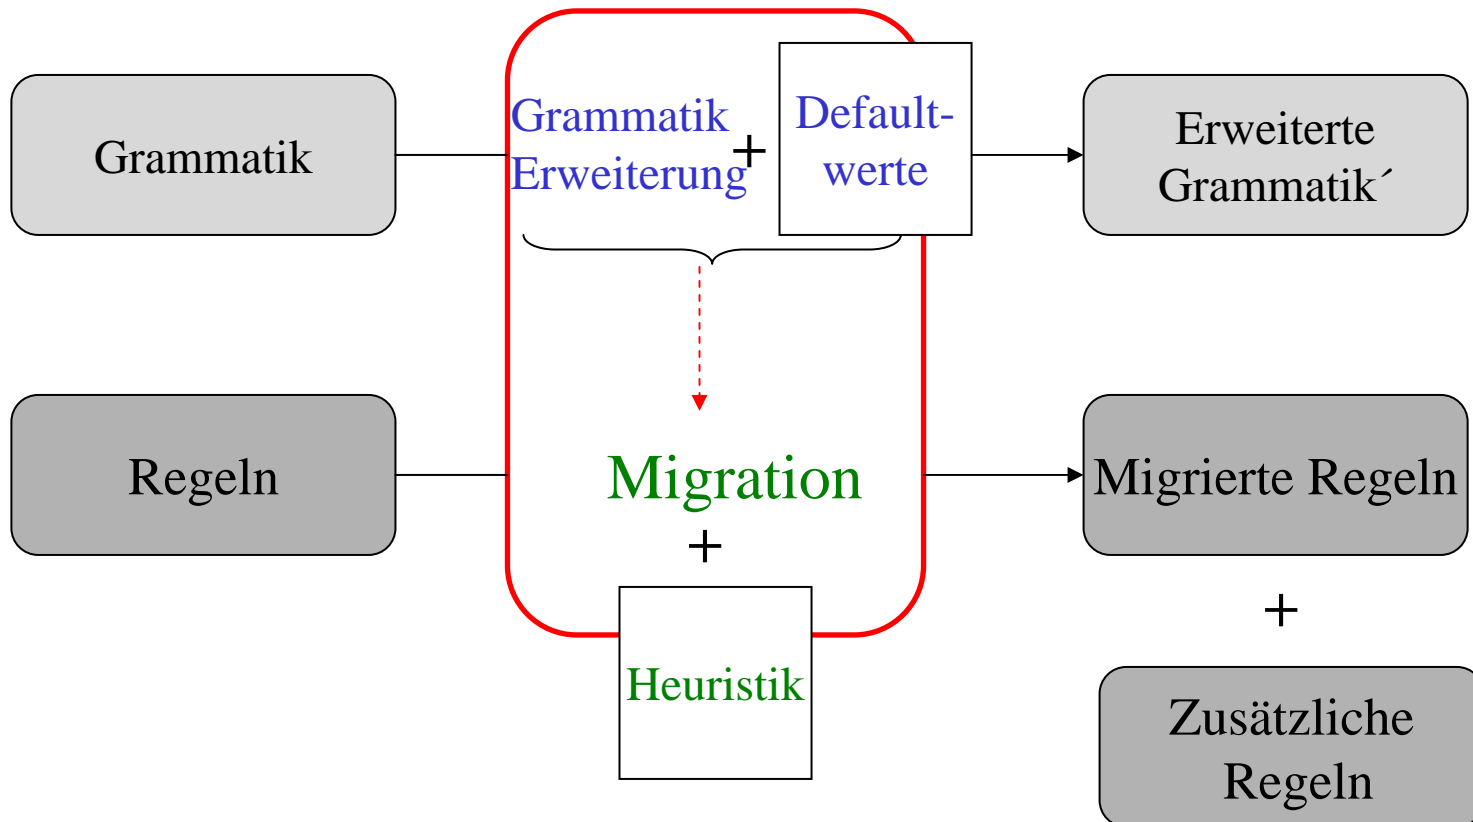 Grammatik
Grammatik
Erweiterung
+
Default-
werte
Erweiterte
Grammatik´
Regeln
Migration
+
Heuristik
Migrierte Regeln
+
Zusätzliche
Regeln